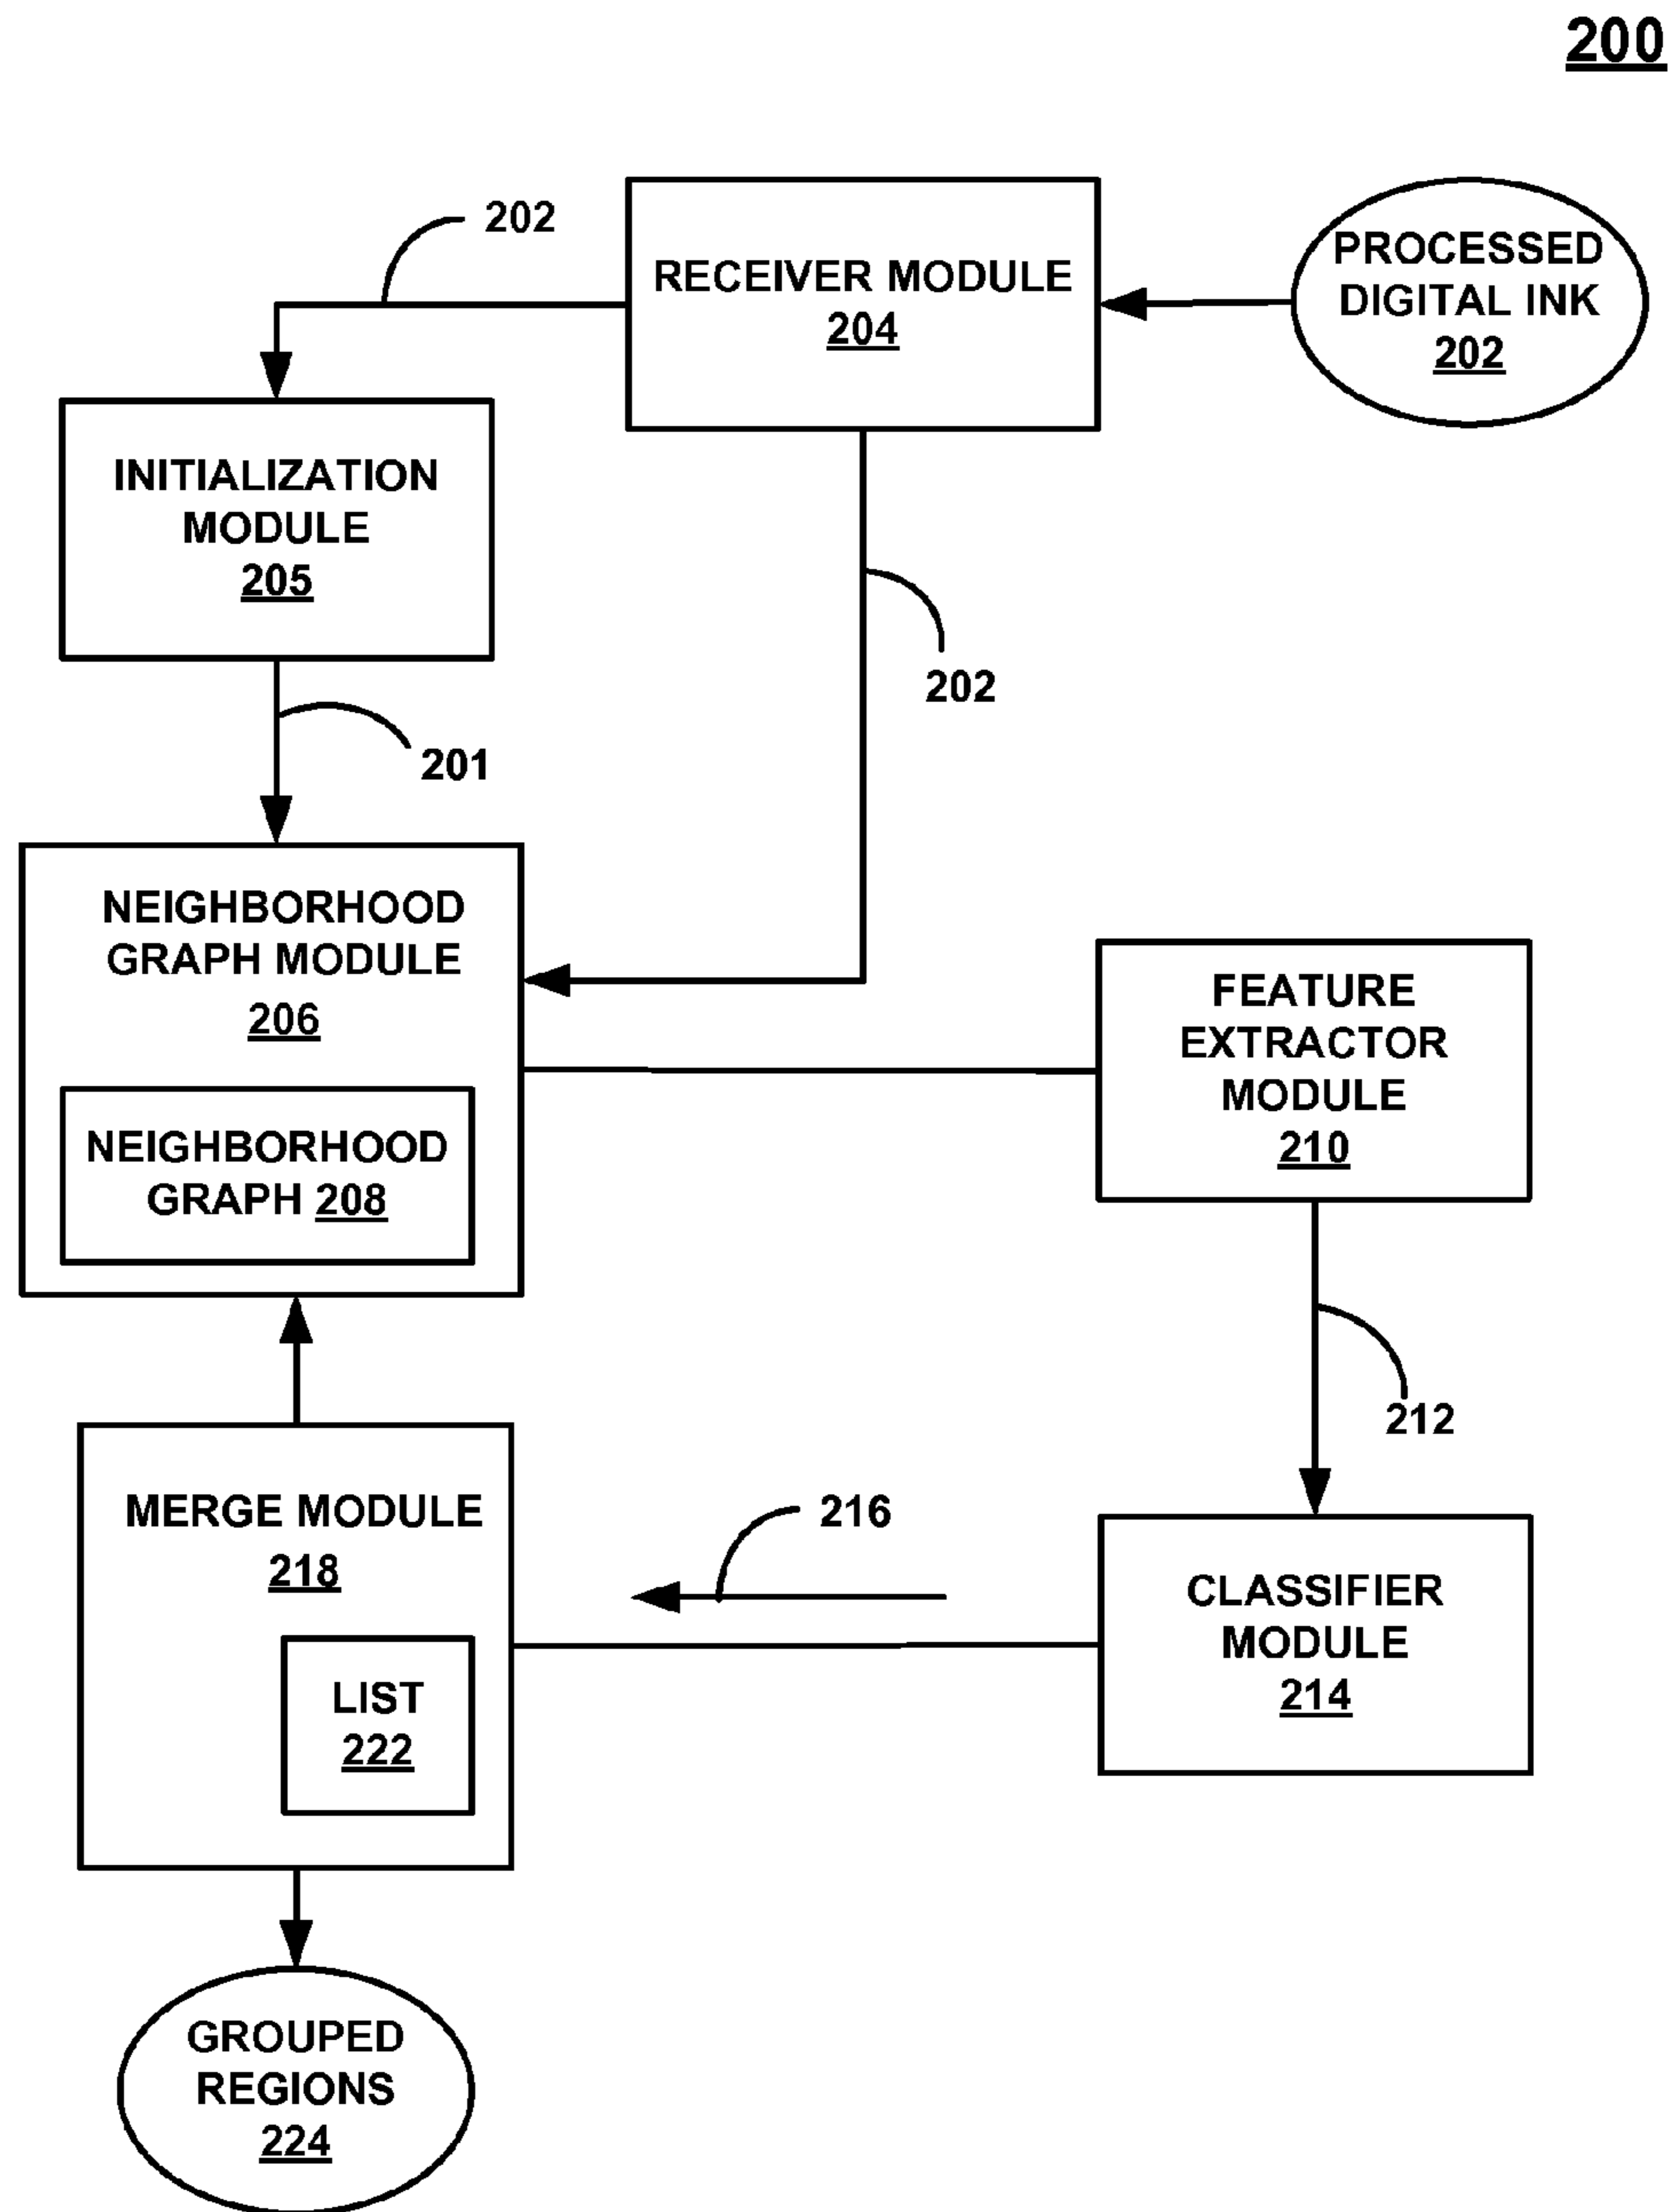 200
202
RECEIVER MODULE
204
PROCESSED
DIGITAL INK
202
INITIALIZATION
MODULE
205
202
201
NEIGHBORHOOD
GRAPH MODULE
206
NEIGHBORHOOD
GRAPH 208
FEATURE
EXTRACTOR
MODULE
210
212
MERGE MODULE
218
LIST
222
216
CLASSIFIER
MODULE
214
GROUPED
REGIONS
224